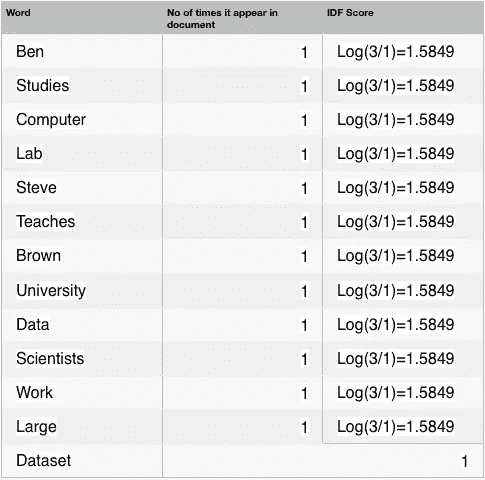 Word No of times it appear in document IDF Score
Ben 1 Log(3/1)=1.5849
Studies 1 Log(3/1)=1.5849
Computer 1 Log(3/1)=1.5849
Lab 1 Log(3/1)=1.5849
Steve 1 Log(3/1)=1.5849
Teaches 1 Log(3/1)=1.5849
Brown 1 Log(3/1)=1.5849
University 1 Log(3/1)=1.5849
Data 1 Log(3/1)=1.5849
Scientists 1 Log(3/1)=1.5849
Work 1 Log(3/1)=1.5849
Large 1 Log(3/1)=1.5849
Dataset 1